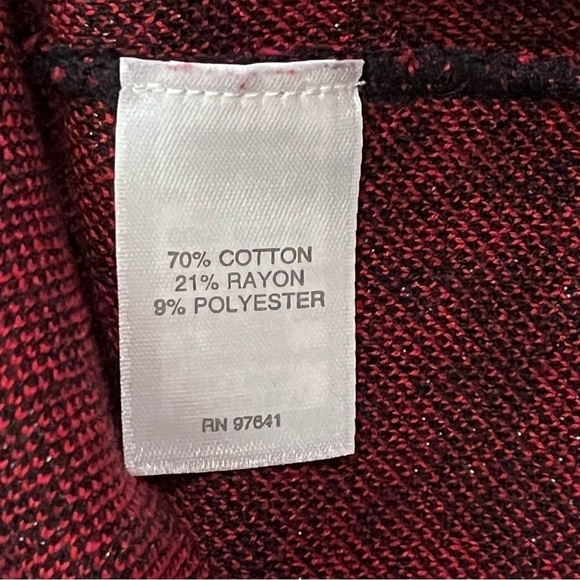 70% COTTON
21% RAYON
9% POLYESTER
RN 97641